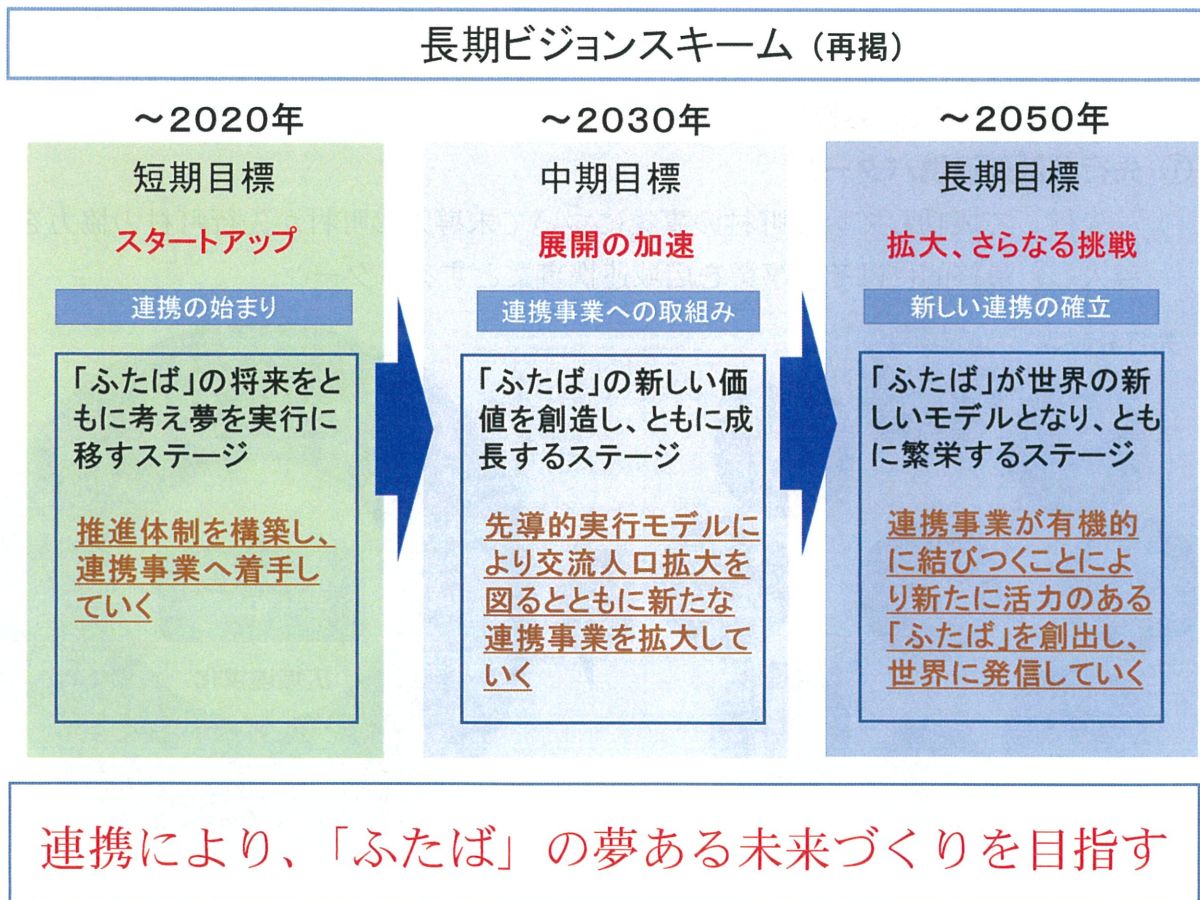 長期ビジョンスキーム（再掲）
～2020年
短期目標
スタートアップ
連携の始まり
「ふたば」の将来をと
もに考え夢を実行に
移すステージ
推進体制を構築し、
連携事業へ着手し
ていく
～2030年
中期目標
展開の加速
連携事業への取組み
「ふたば」の新しい価
値を創造し、ともに成
長するステージ
先導的実行モデルに
より交流人口拡大を
図るとともに新たな
連携事業を拡大して
いく
～2050年
長期目標
拡大、さらなる挑戦
新しい連携の確立
「ふたば」が世界の新
しいモデルとなり、とも
に繁栄するステージ
連携事業が有機的
に結びつくことによ
り新たに活力のある
「ふたば」を創出し、
世界に発信していく
連携により、「ふたば」の夢ある未来づくりを目指す